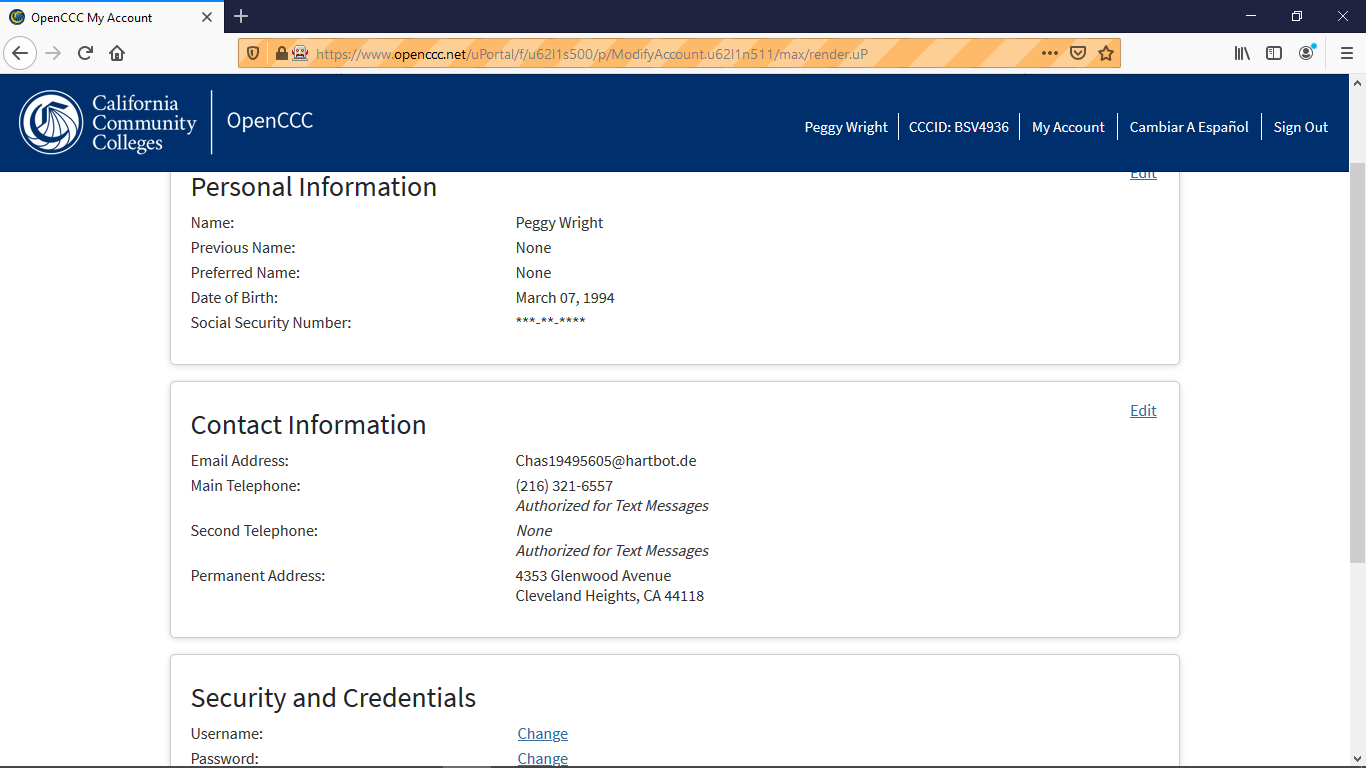 OpenCCC My Account
https://www.openccc.net/uPortal/f/u62l1s500/p/ModifyAccount.u62l1n511/max/render.uP
California
Community
Colleges
OpenCCC
Peggy Wright
CCCID: BSV4936
My Account
Cambiar A Español
Sign Out
Personal Information
Edit
Name: Peggy Wright
Previous Name: None
Preferred Name: None
Date of Birth: March 07, 1994
Social Security Number: ***-**-****
Contact Information
Edit
Email Address: Chas19495605@hartbot.de
Main Telephone: (216) 321-6557
Authorized for Text Messages
Second Telephone: None
Authorized for Text Messages
Permanent Address: 4353 Glenwood Avenue
Cleveland Heights, CA 44118
Security and Credentials
Username: Change
Password: Change